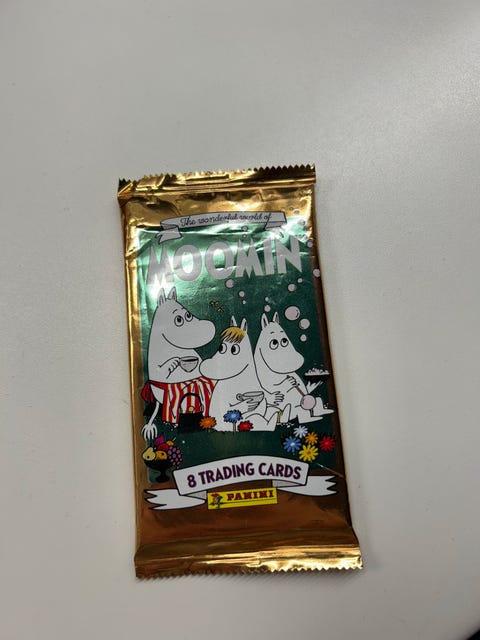 The wonderful world of
MOOMIN
8 TRADING CARDS
PANINI